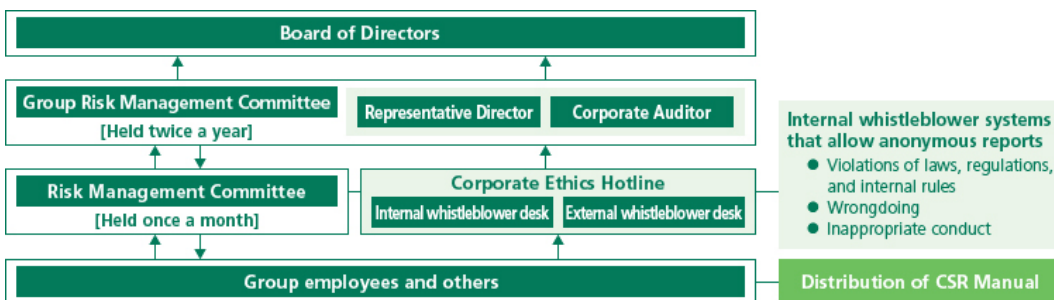 Board of Directors
Group Risk Management Committee
[Held twice a year]
Representative Director
Corporate Auditor
Risk Management Committee
[Held once a month]
Corporate Ethics Hotline
Internal whistleblower desk
External whistleblower desk
Internal whistleblower systems
that allow anonymous reports
● Violations of laws, regulations,
and internal rules
● Wrongdoing
● Inappropriate conduct
Group employees and others
Distribution of CSR Manual